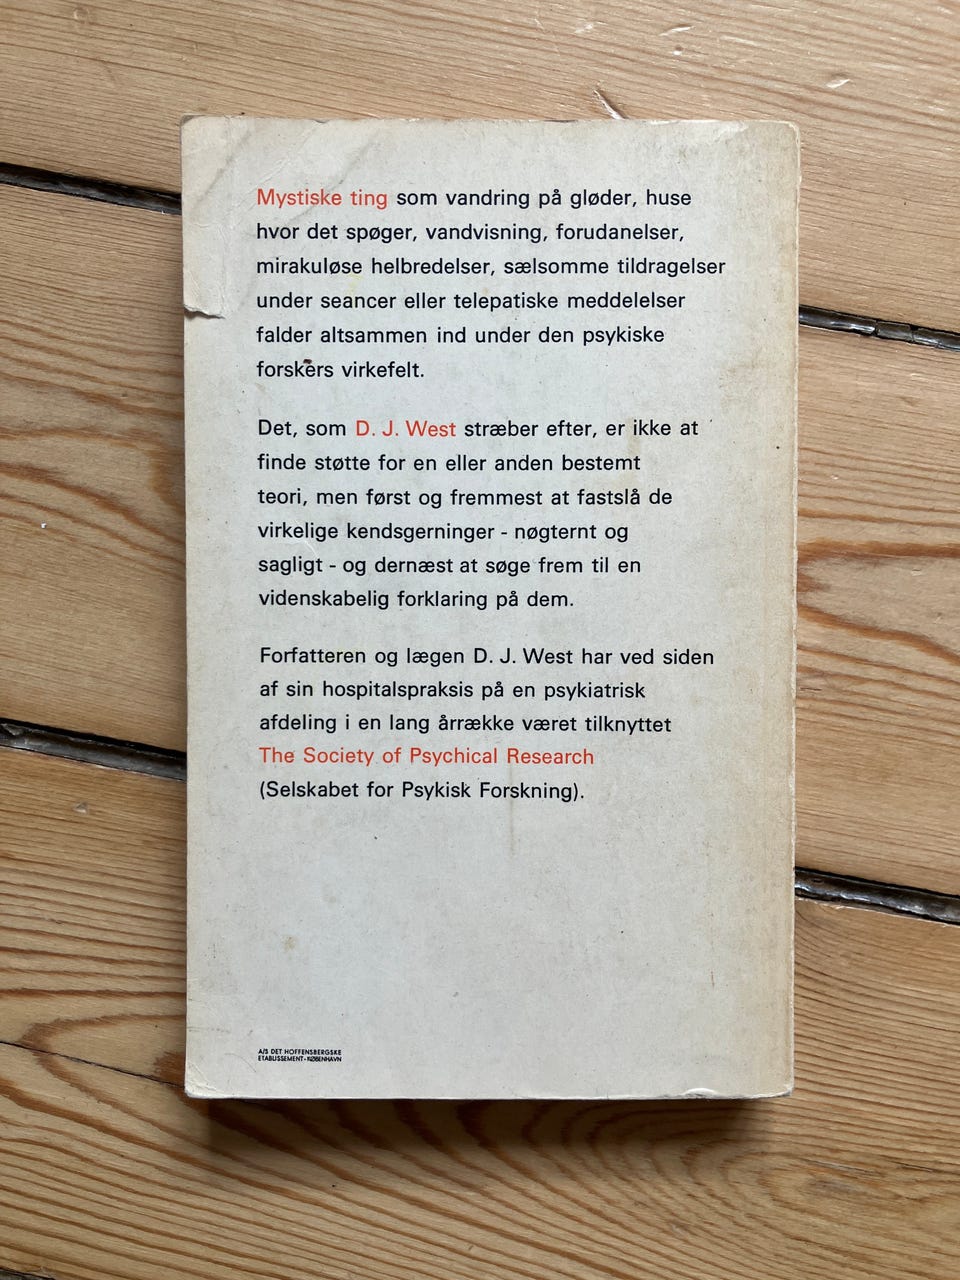 Mystiske ting som vandring på gløder, huse
hvor det spøger, vandvisning, forudanelser,
mirakuløse helbredelser, sælsomme tildragelser
under seancer eller telepatiske meddelelser
falder altsammen ind under den psykiske
forskers virkefelt.
Det, som D. J. West stræber efter, er ikke at
finde støtte for en eller anden bestemt
teori, men først og fremmest at fastslå de
virkelige kendsgerninger - nøgternt og
sagligt - og dernæst at søge frem til en
videnskabelig forklaring på dem.
Forfatteren og lægen D. J. West har ved siden
af sin hospitalspraksis på en psykiatrisk
afdeling i en lang årrække været tilknyttet
The Society of Psychical Research
(Selskabet for Psykisk Forskning).
A/S DET HOFFENSBERGSKE
ETABLISSEMENT - KØBENHAVN